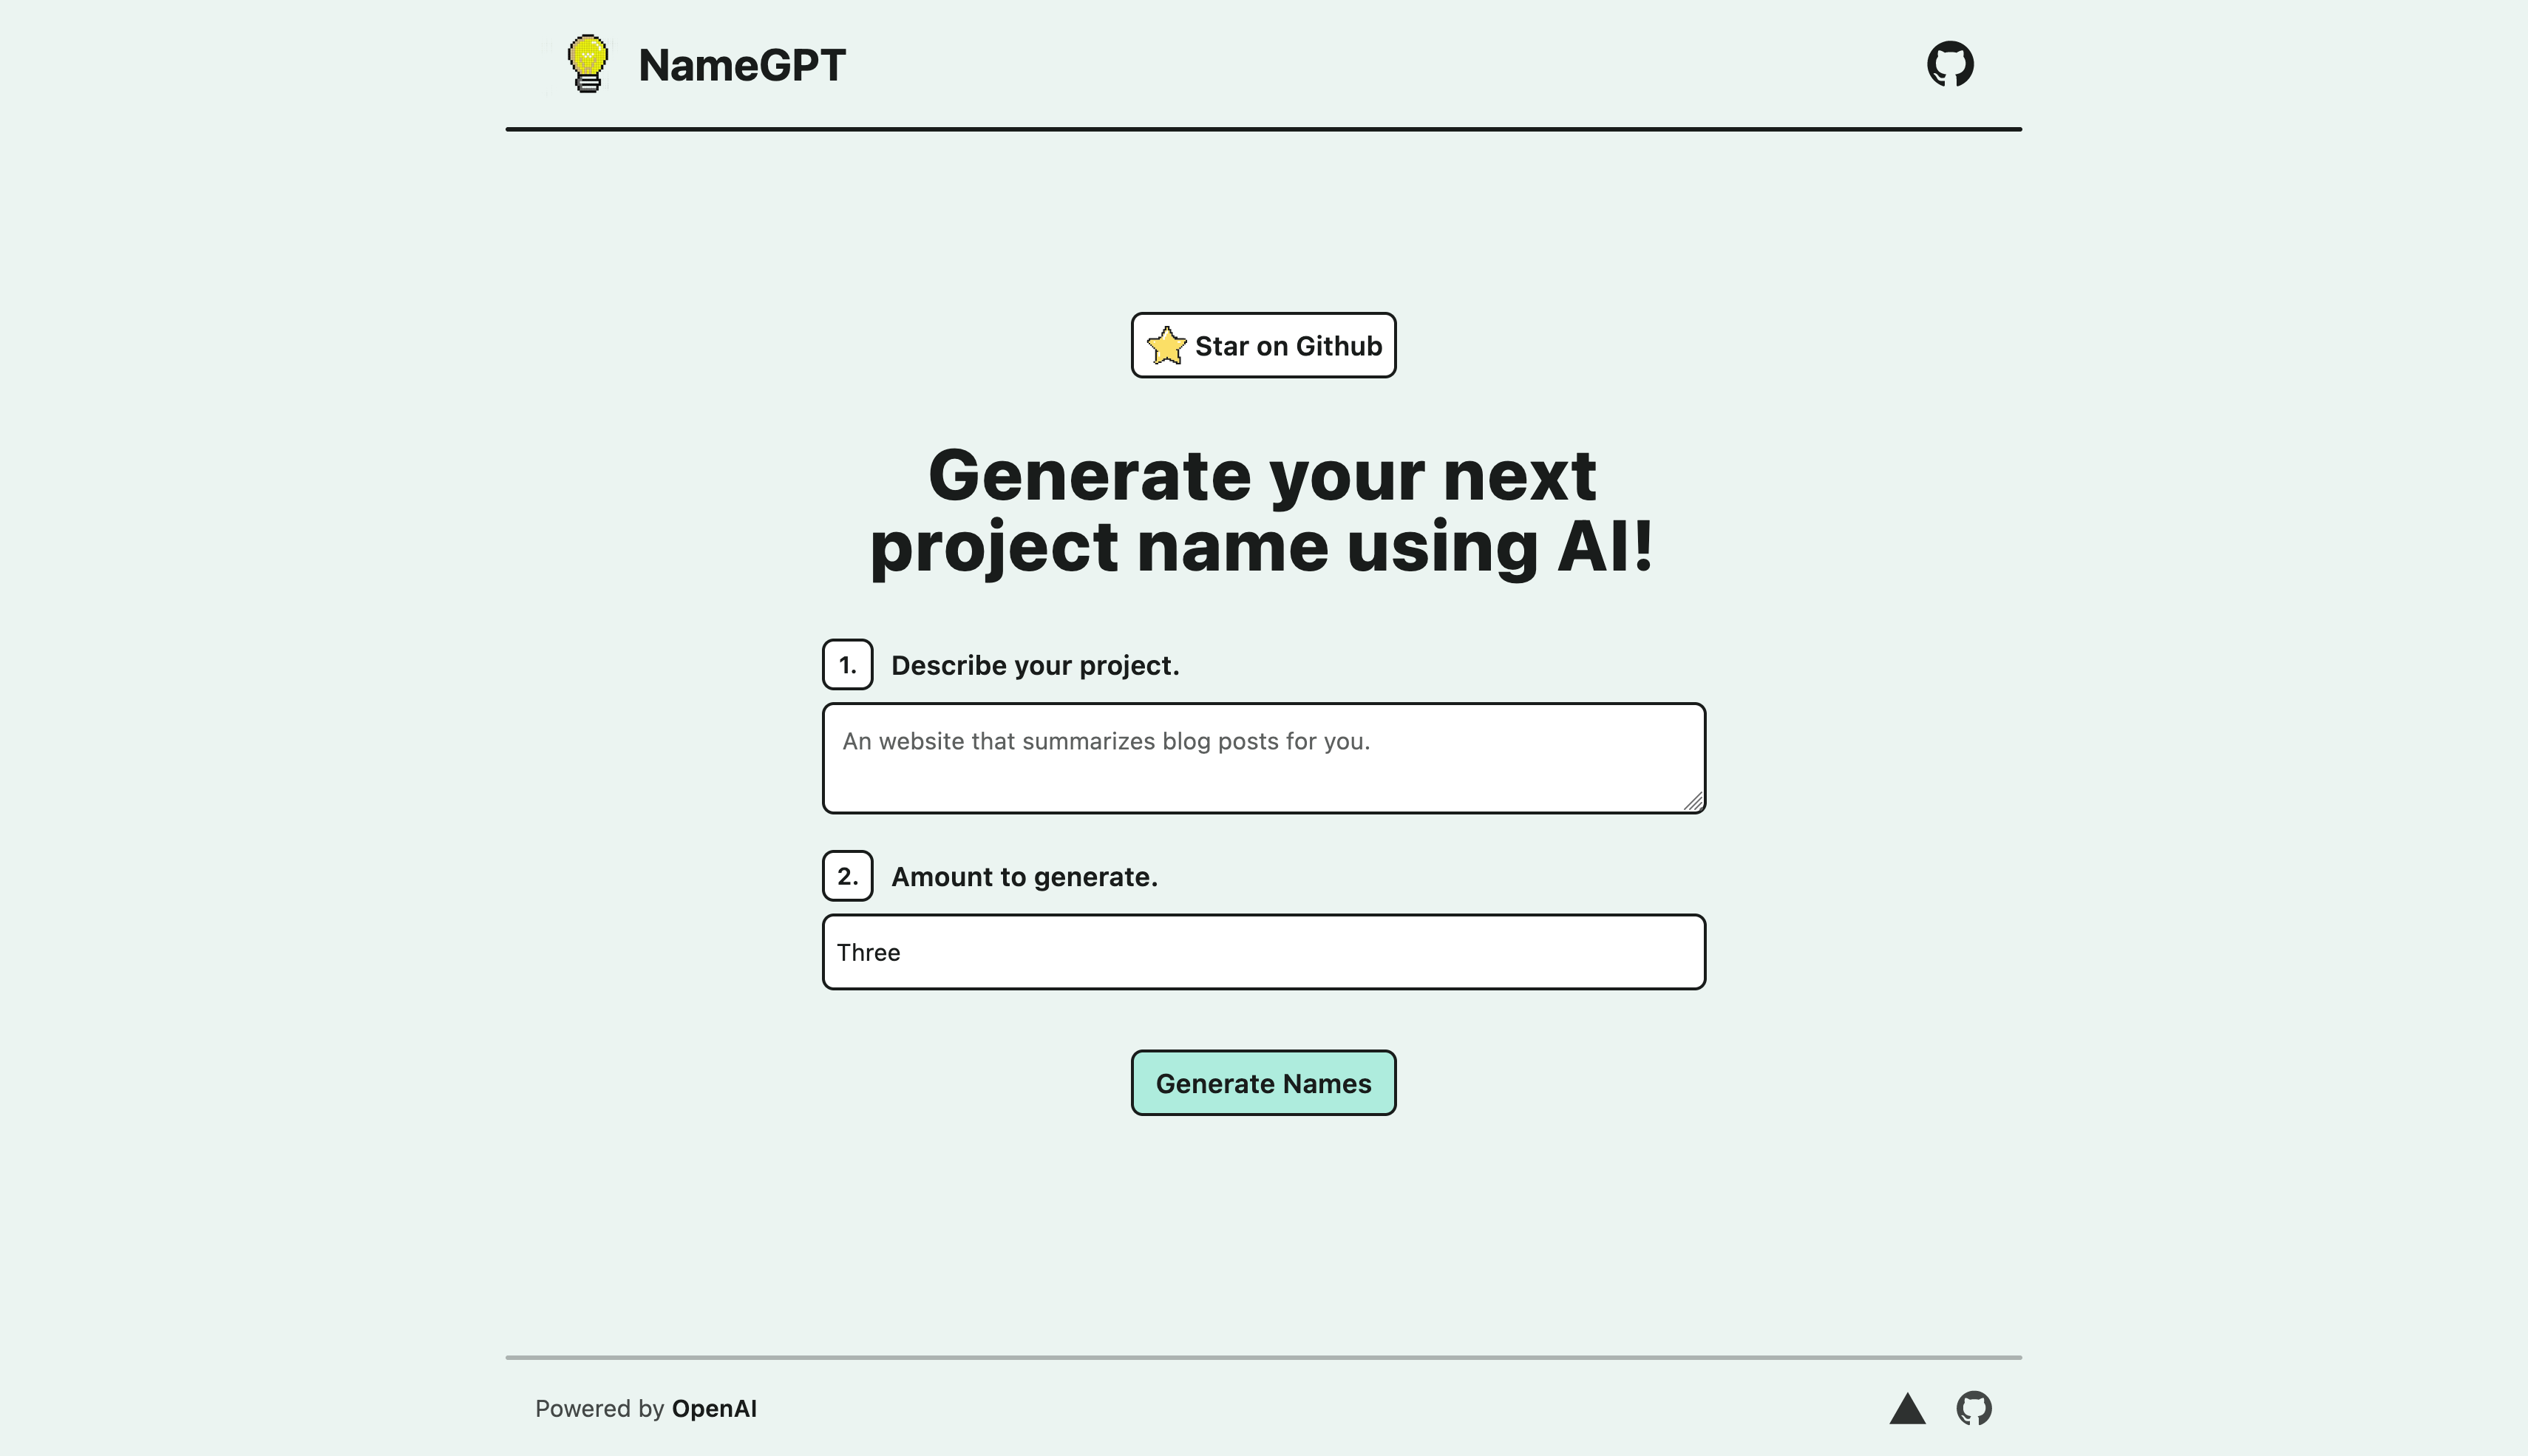 NameGPT
Star on Github
Generate your next
project name using AI!
1. Describe your project.
An website that summarizes blog posts for you.
2. Amount to generate.
Three
Generate Names
Powered by OpenAI